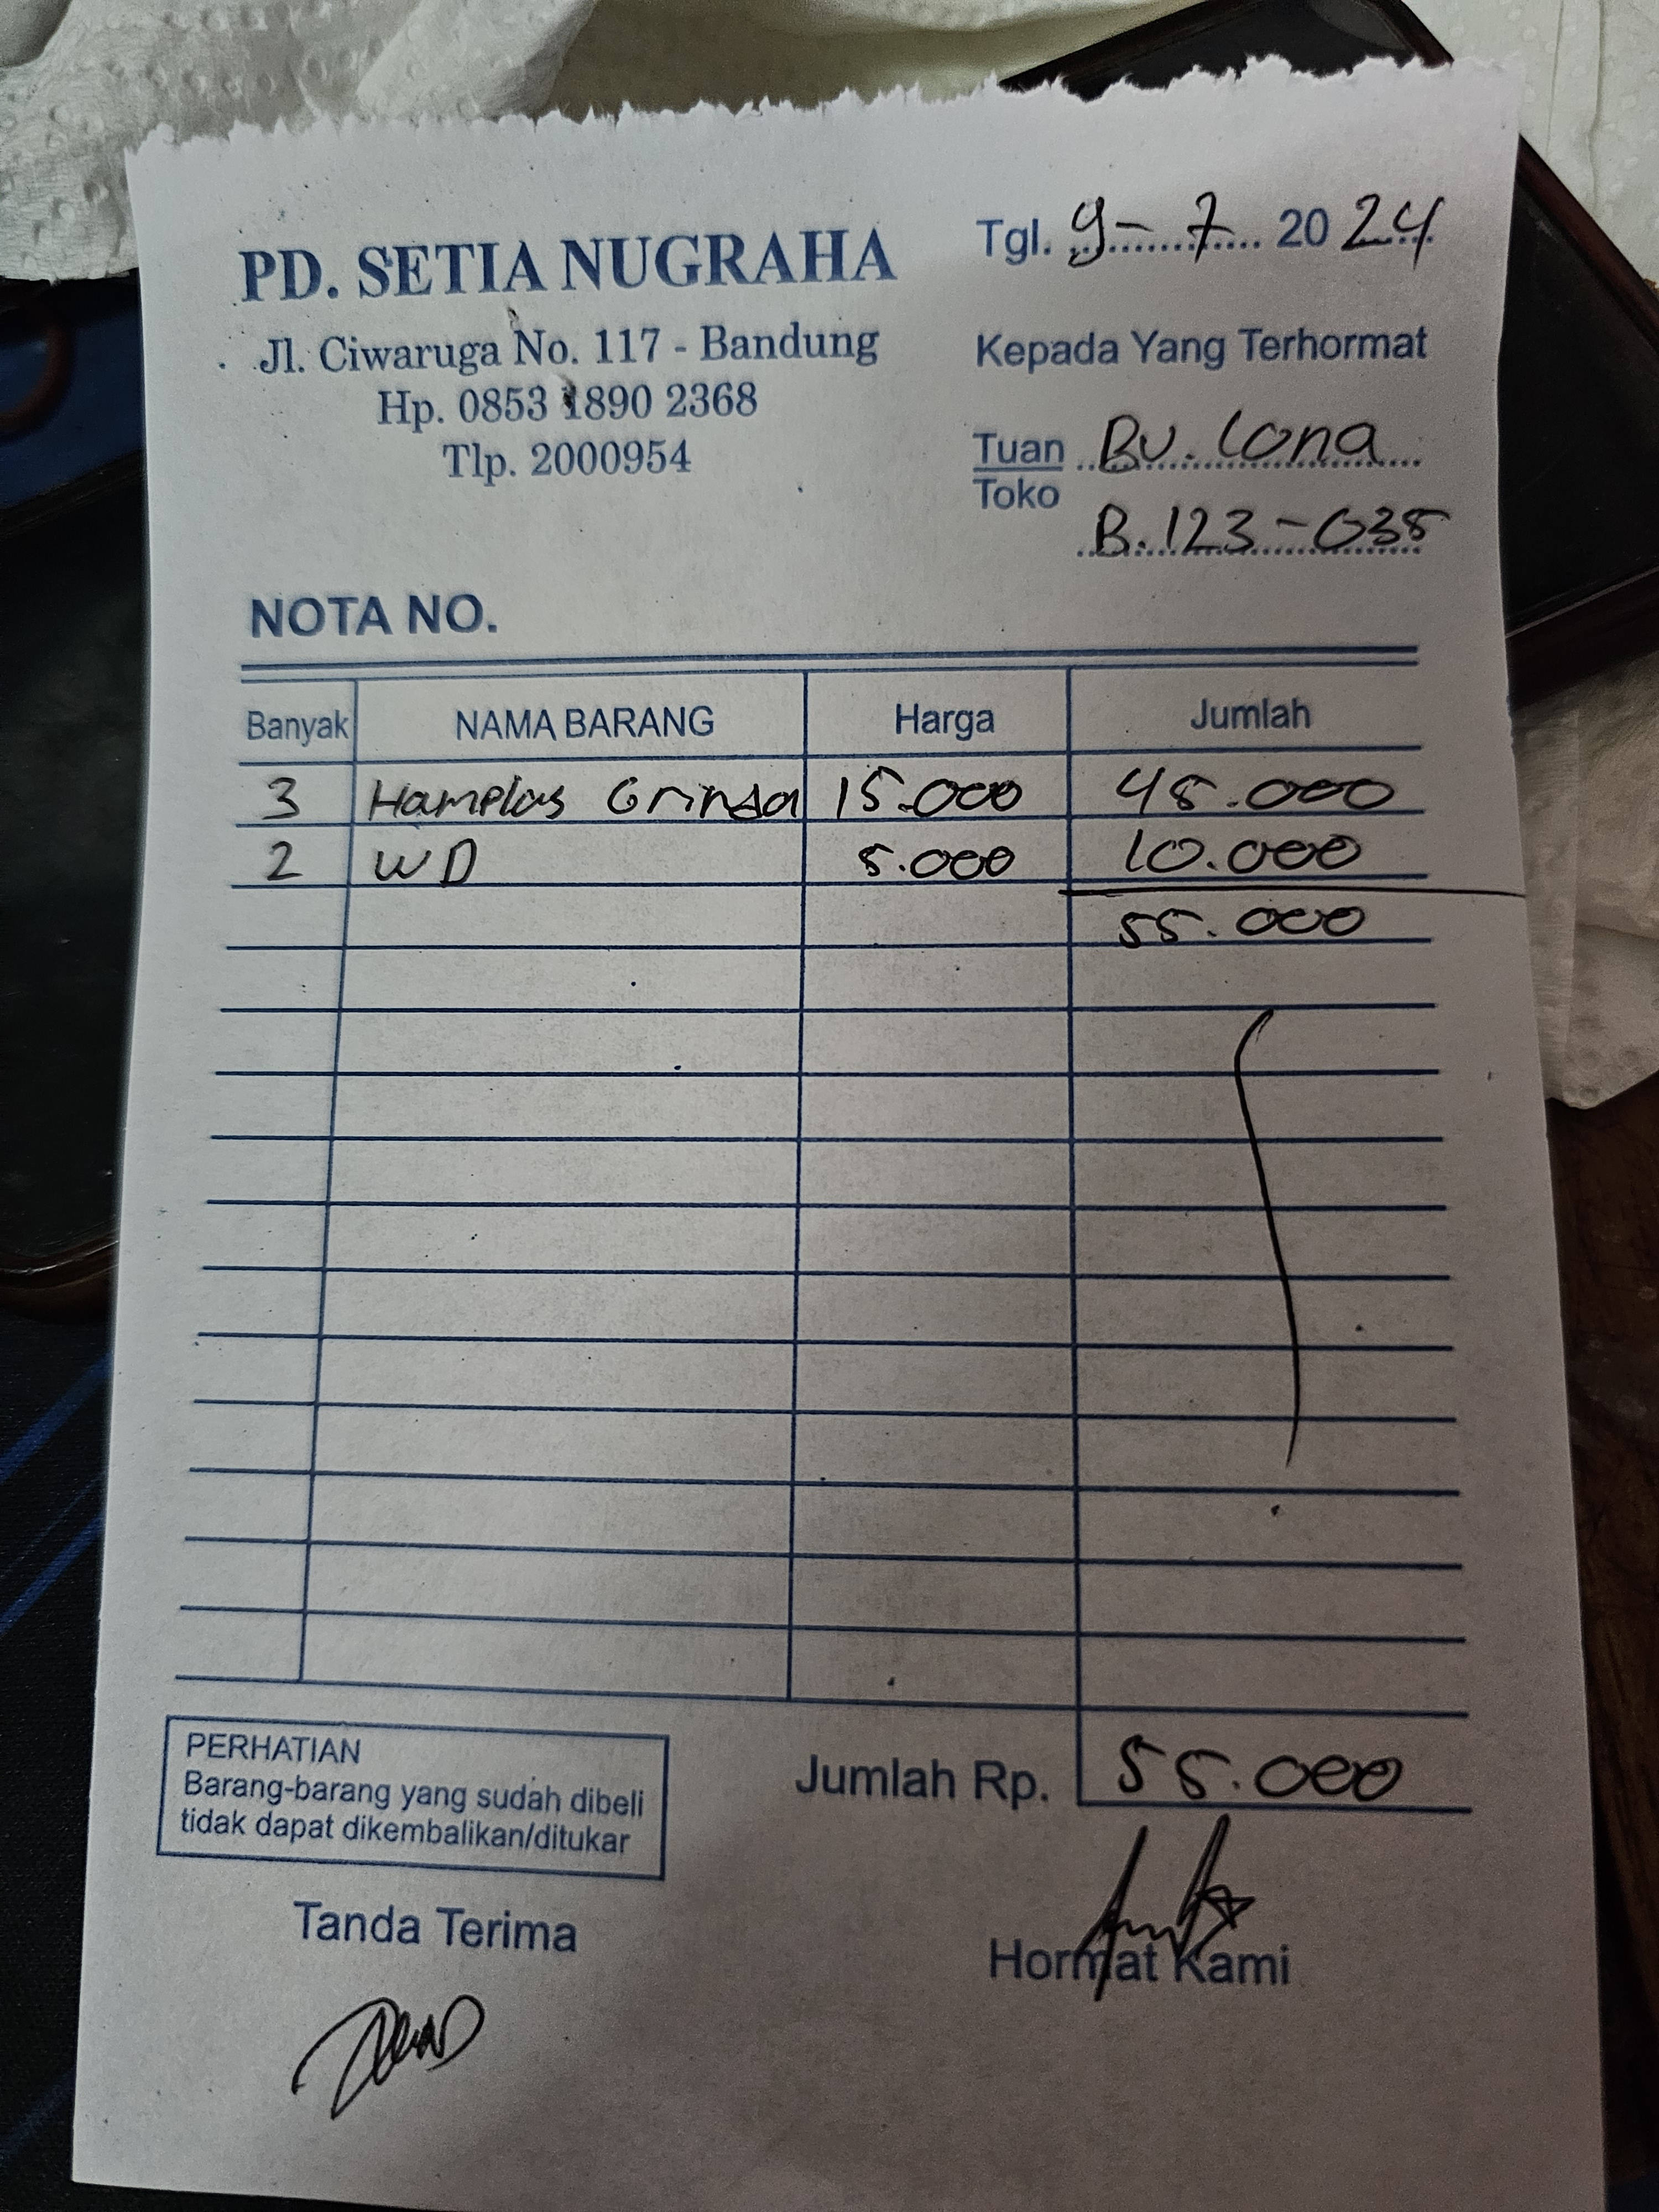 PD. SETIA NUGRAHA
Jl. Ciwaruga No. 117 - Bandung
Hp. 0853 1890 2368
Tlp. 2000954
Tgl. 9-7 2024
Kepada Yang Terhormat
Tuan Bu. Lona
Toko
B.123-035
NOTA NO.
Banyak NAMA BARANG Harga Jumlah
3 Hamplas Grinda 15.000 45.000
2 WD 5.000 10.000
55.000
Jumlah Rp. 55.000
PERHATIAN
Barang-barang yang sudah dibeli
tidak dapat dikembalikan/ditukar
Tanda Terima
Hormat Kami